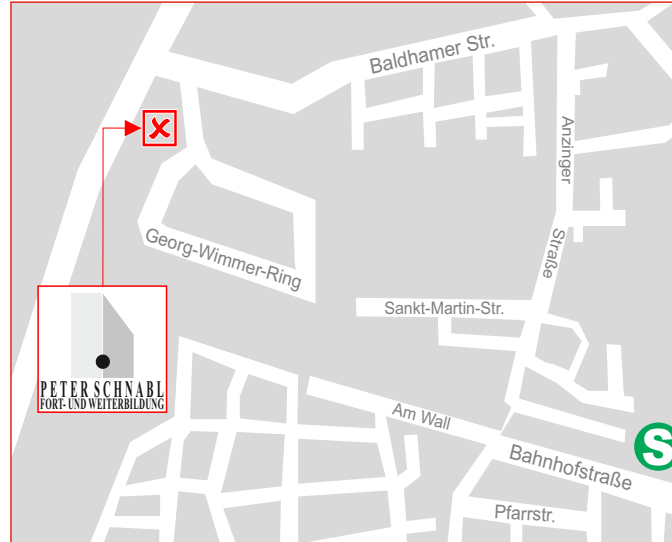 Baldhamer Str.
Anzinger
Straße
Georg-Wimmer-Ring
Sankt-Martin-Str.
PETER SCHNABL
FORT- UND WEITERBILDUNG
Am Wall
Bahnhofstraße
S
Pfarrstr.